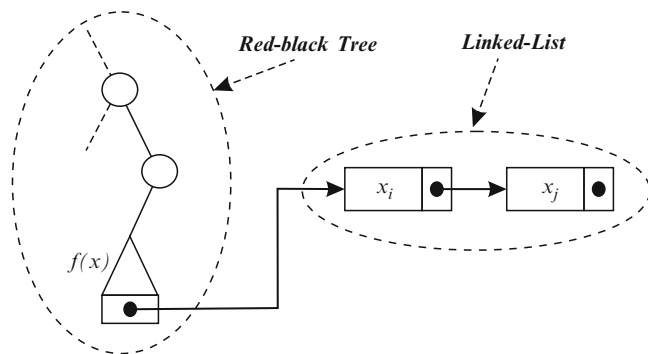 Red-black Tree
Linked-List
x_i
x_j
f(x)